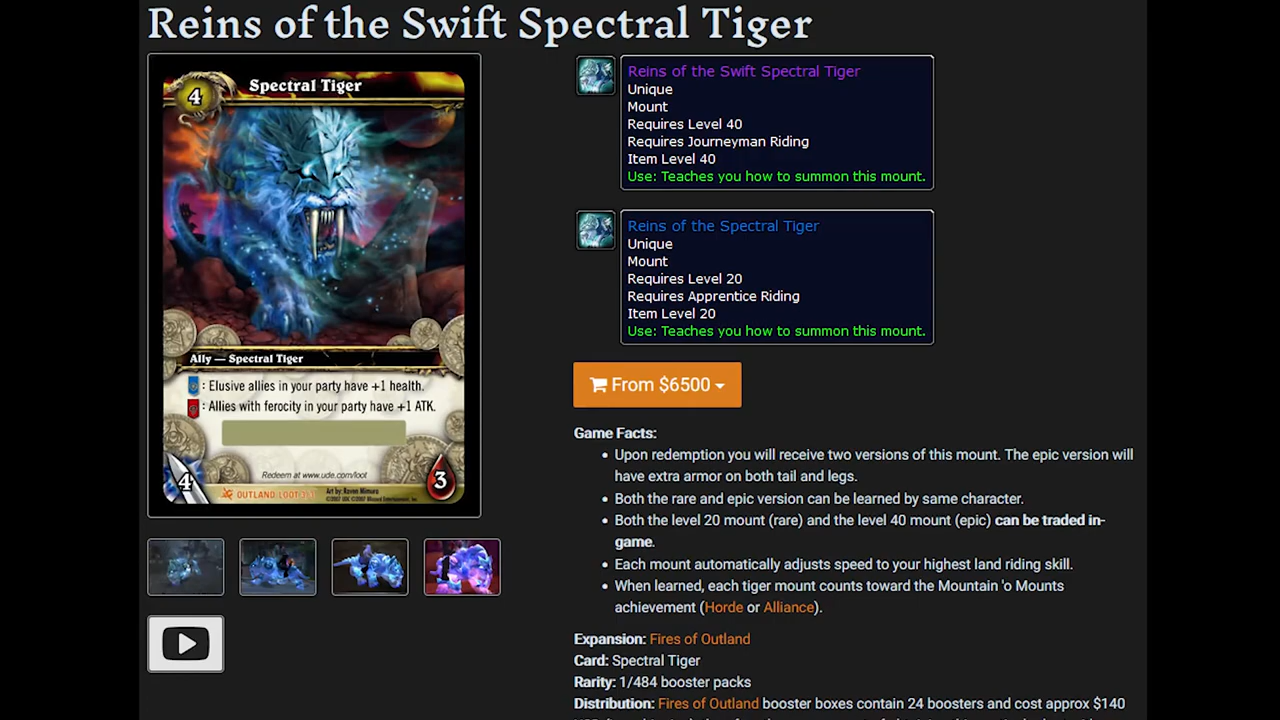 Reins of the Swift Spectral Tiger
4
Spectral Tiger
Ally — Spectral Tiger
: Elusive allies in your party have +1 health.
: Allies with ferocity in your party have +1 ATK.
Redeem at www.ude.com/loot
4
OUTLAND LOOT
Art by: Raven Mimura
3
Reins of the Swift Spectral Tiger
Unique
Mount
Requires Level 40
Requires Journeyman Riding
Item Level 40
Use: Teaches you how to summon this mount.
Reins of the Spectral Tiger
Unique
Mount
Requires Level 20
Requires Apprentice Riding
Item Level 20
Use: Teaches you how to summon this mount.
From $6500
Game Facts:
• Upon redemption you will receive two versions of this mount. The epic version will
have extra armor on both tail and legs.
• Both the rare and epic version can be learned by same character.
• Both the level 20 mount (rare) and the level 40 mount (epic) can be traded in-
game.
• Each mount automatically adjusts speed to your highest land riding skill.
• When learned, each tiger mount counts toward the Mountain 'o Mounts
achievement (Horde or Alliance).
Expansion: Fires of Outland
Card: Spectral Tiger
Rarity: 1/484 booster packs
Distribution: Fires of Outland booster boxes contain 24 boosters and cost approx $140